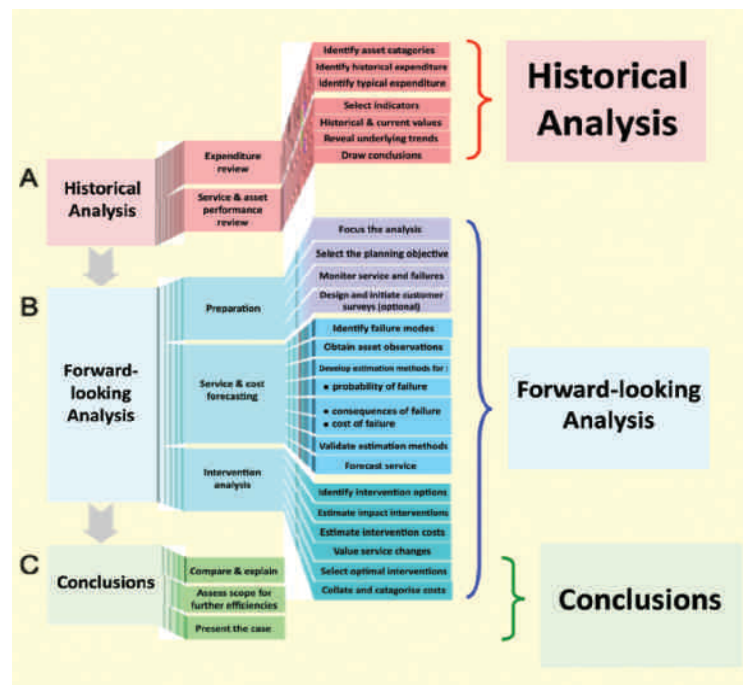 A
Historical
Analysis
Expenditure
review
Service & asset
performance
review
Identify asset catagories
Identify historical expenditure
Identify typical expenditure
Select indicators
Historical & current values
Reveal underlying trends
Draw conclusions
Historical
Analysis
B
Forward-
looking
Analysis
Preparation
Service & cost
forecasting
Intervention
analysis
Focus the analysis
Select the planning objective
Moniter service and failures
Design and initiate customer
surveys (optional)
Identify failure modes
Obtain asset observations
Develop estimation methods for :
• probability of failure
• consequences of failure
• cost of failure
Validate estimation methods
Forecast service
Identify intervention options
Estimate impact interventions
Estimate intervention costs
Value service changes
Select optimal interventions
Collate and catagorise costs
Forward-looking
Analysis
C
Conclusions
Compare & explain
Assess scope for
further efficiencies
Present the case
Conclusions